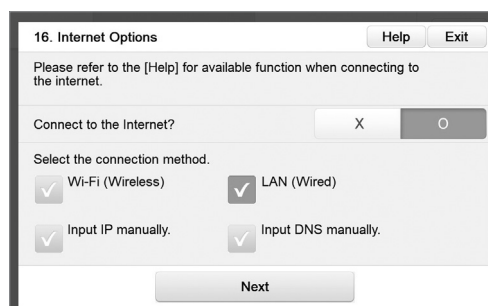 16. Internet Options
Help
Exit
Please refer to the [Help] for available function when connecting to
the internet.
Connect to the Internet?
X
O
Select the connection method.
Wi-Fi (Wireless)
LAN (Wired)
Input IP manually.
Input DNS manually.
Next